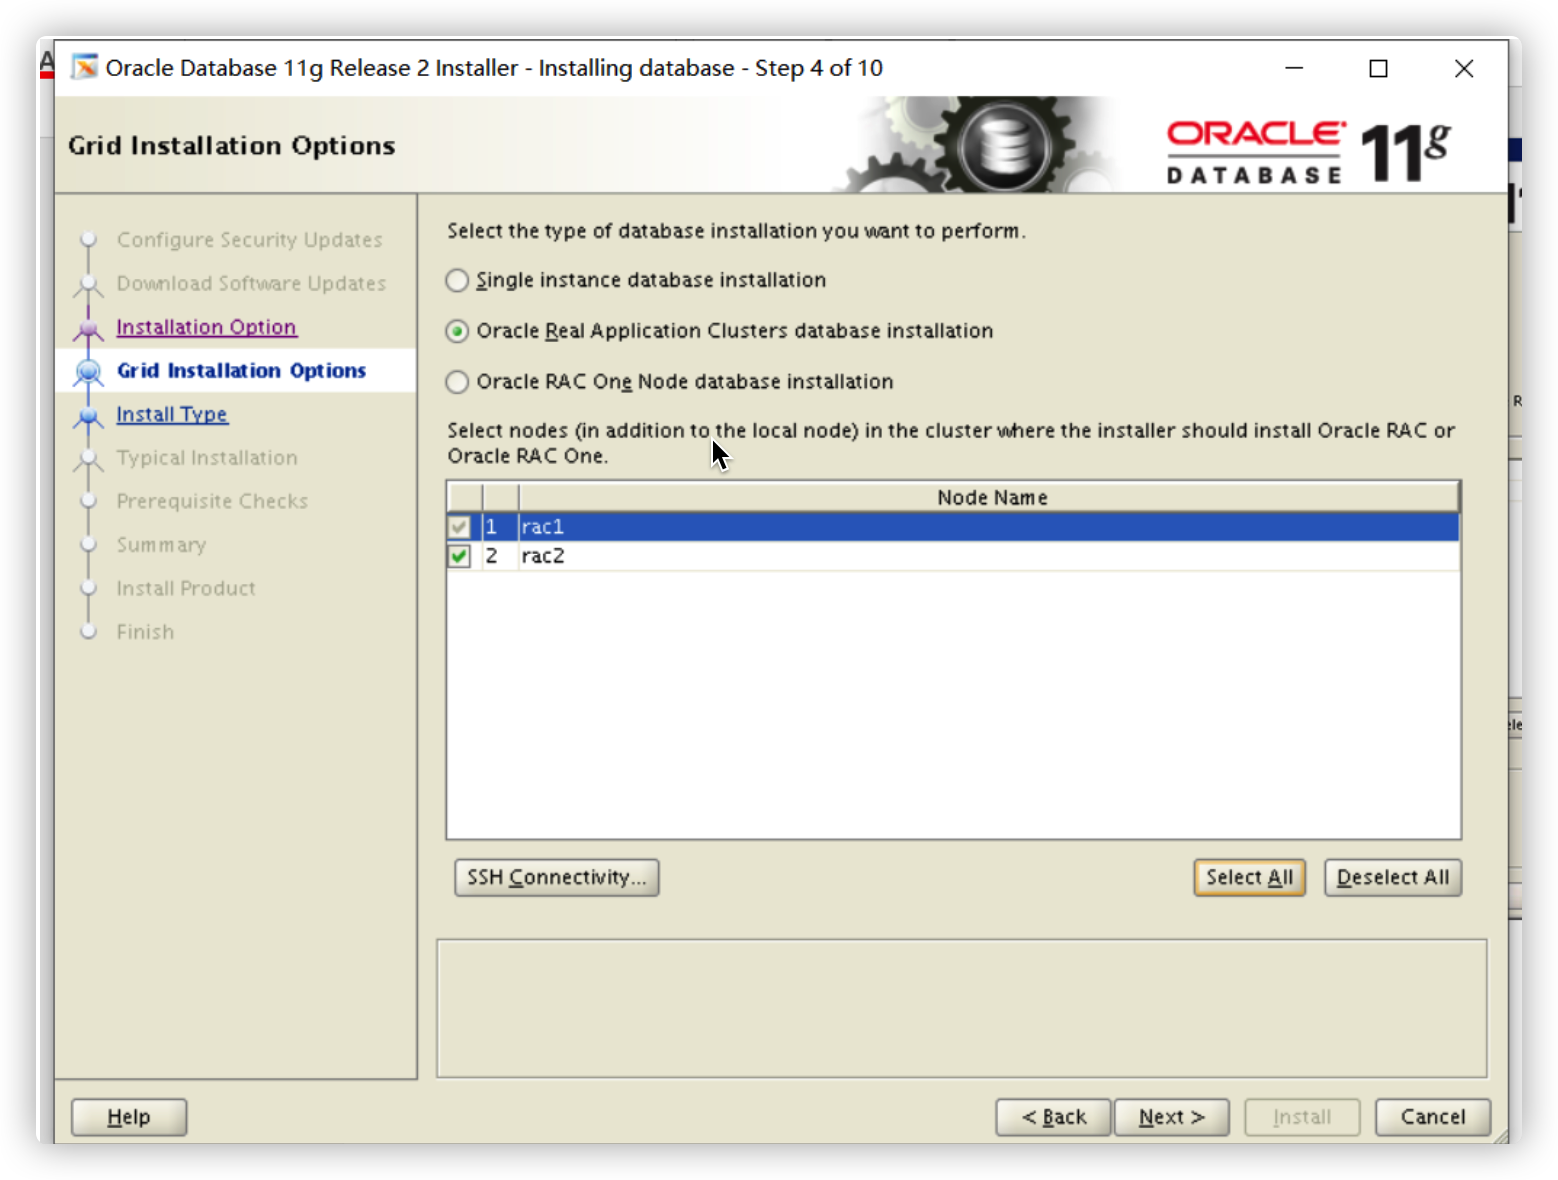 Oracle Database 11g Release 2 Installer - Installing database - Step 4 of 10
Grid Installation Options
ORACLE
DATABASE
11g
Configure Security Updates
Download Software Updates
Installation Option
Grid Installation Options
Install Type
Typical Installation
Prerequisite Checks
Summary
Install Product
Finish
Select the type of database installation you want to perform.
Single instance database installation
Oracle Real Application Clusters database installation
Oracle RAC One Node database installation
Select nodes (in addition to the local node) in the cluster where the installer should install Oracle RAC or
Oracle RAC One.
Node Name
1 rac1
2 rac2
SSH Connectivity...
Select All
Deselect All
Help
< Back
Next >
Install
Cancel